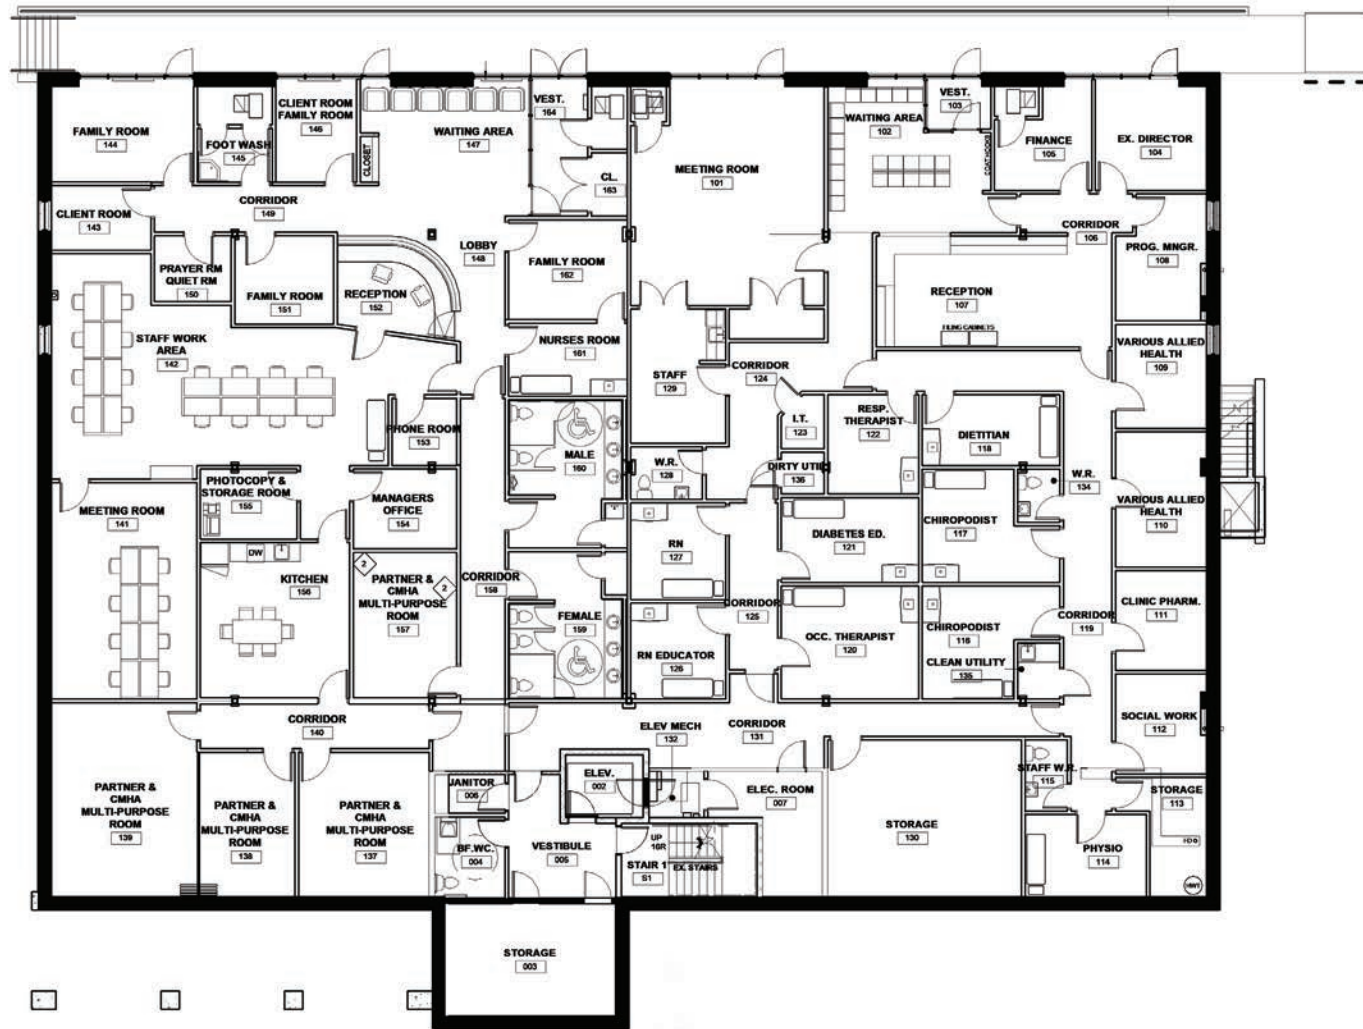 FAMILY ROOM
144
FOOT WASH
145
CLIENT ROOM
FAMILY ROOM
146
CLOSET
WAITING AREA
147
VEST.
164
CL.
163
MEETING ROOM
101
WAITING AREA
102
VEST.
103
COAT HOOKS
FINANCE
105
EX. DIRECTOR
104
CLIENT ROOM
143
CORRIDOR
149
PRAYER RM
QUIET RM
150
FAMILY ROOM
151
RECEPTION
152
LOBBY
148
FAMILY ROOM
162
CORRIDOR
106
PROG. MNGR.
108
RECEPTION
107
FILING CABINETS
STAFF WORK
AREA
142
NURSES ROOM
161
STAFF
129
CORRIDOR
124
VARIOUS ALLIED
HEALTH
109
PHONE ROOM
153
MALE
160
I.T.
123
RESP.
THERAPIST
122
DIETITIAN
118
W.R.
128
DIRTY UTIL
136
W.R.
134
PHOTOCOPY &
STORAGE ROOM
155
MANAGERS
OFFICE
154
MEETING ROOM
141
VARIOUS ALLIED
HEALTH
110
RN
127
DIABETES ED.
121
CHIROPODIST
117
DW
KITCHEN
156
2
PARTNER &
CMHA
MULTI-PURPOSE
ROOM
157
2
CORRIDOR
158
FEMALE
159
CORRIDOR
125
RN EDUCATOR
126
OCC. THERAPIST
120
CHIROPODIST
116
CLEAN UTILITY
135
CORRIDOR
119
CLINIC PHARM.
111
CORRIDOR
140
ELEV MECH
132
CORRIDOR
131
SOCIAL WORK
112
PARTNER &
CMHA
MULTI-PURPOSE
ROOM
139
PARTNER &
CMHA
MULTI-PURPOSE
ROOM
138
PARTNER &
CMHA
MULTI-PURPOSE
ROOM
137
JANITOR
006
ELEV.
002
ELEC. ROOM
007
STORAGE
130
STAFF W.R.
115
STORAGE
113
BF.WC.
004
VESTIBULE
005
UP
16R
STAIR 1
S1
EX. STAIRS
PHYSIO
114
HWT
STORAGE
003